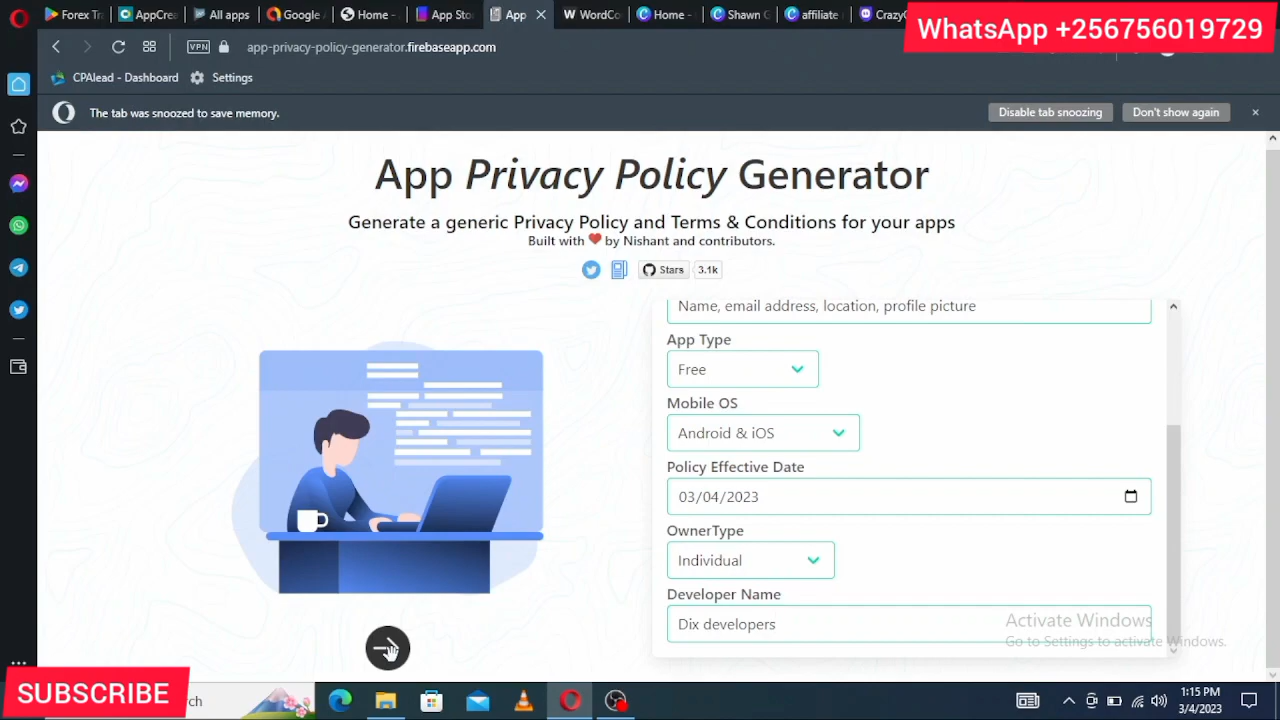 Forex Tr
AppCrea
All apps
Google
Home -
App Stor
App
WordCo
Home -
Shawn G
affiliate
CrazyG
WhatsApp +256756019729
VPN
app-privacy-policy-generator.firebaseapp.com
CPAlead - Dashboard
Settings
The tab was snoozed to save memory.
Disable tab snoozing
Don't show again
App Privacy Policy Generator
Generate a generic Privacy Policy and Terms & Conditions for your apps
Built with ❤ by Nishant and contributors.
Stars
3.1k
Name, email address, location, profile picture
App Type
Free
Mobile OS
Android & iOS
Policy Effective Date
03/04/2023
OwnerType
Individual
Developer Name
Dix developers
Activate Windows
Go to Settings to activate Windows.
SUBSCRIBE
rch
1:15 PM
3/4/2023